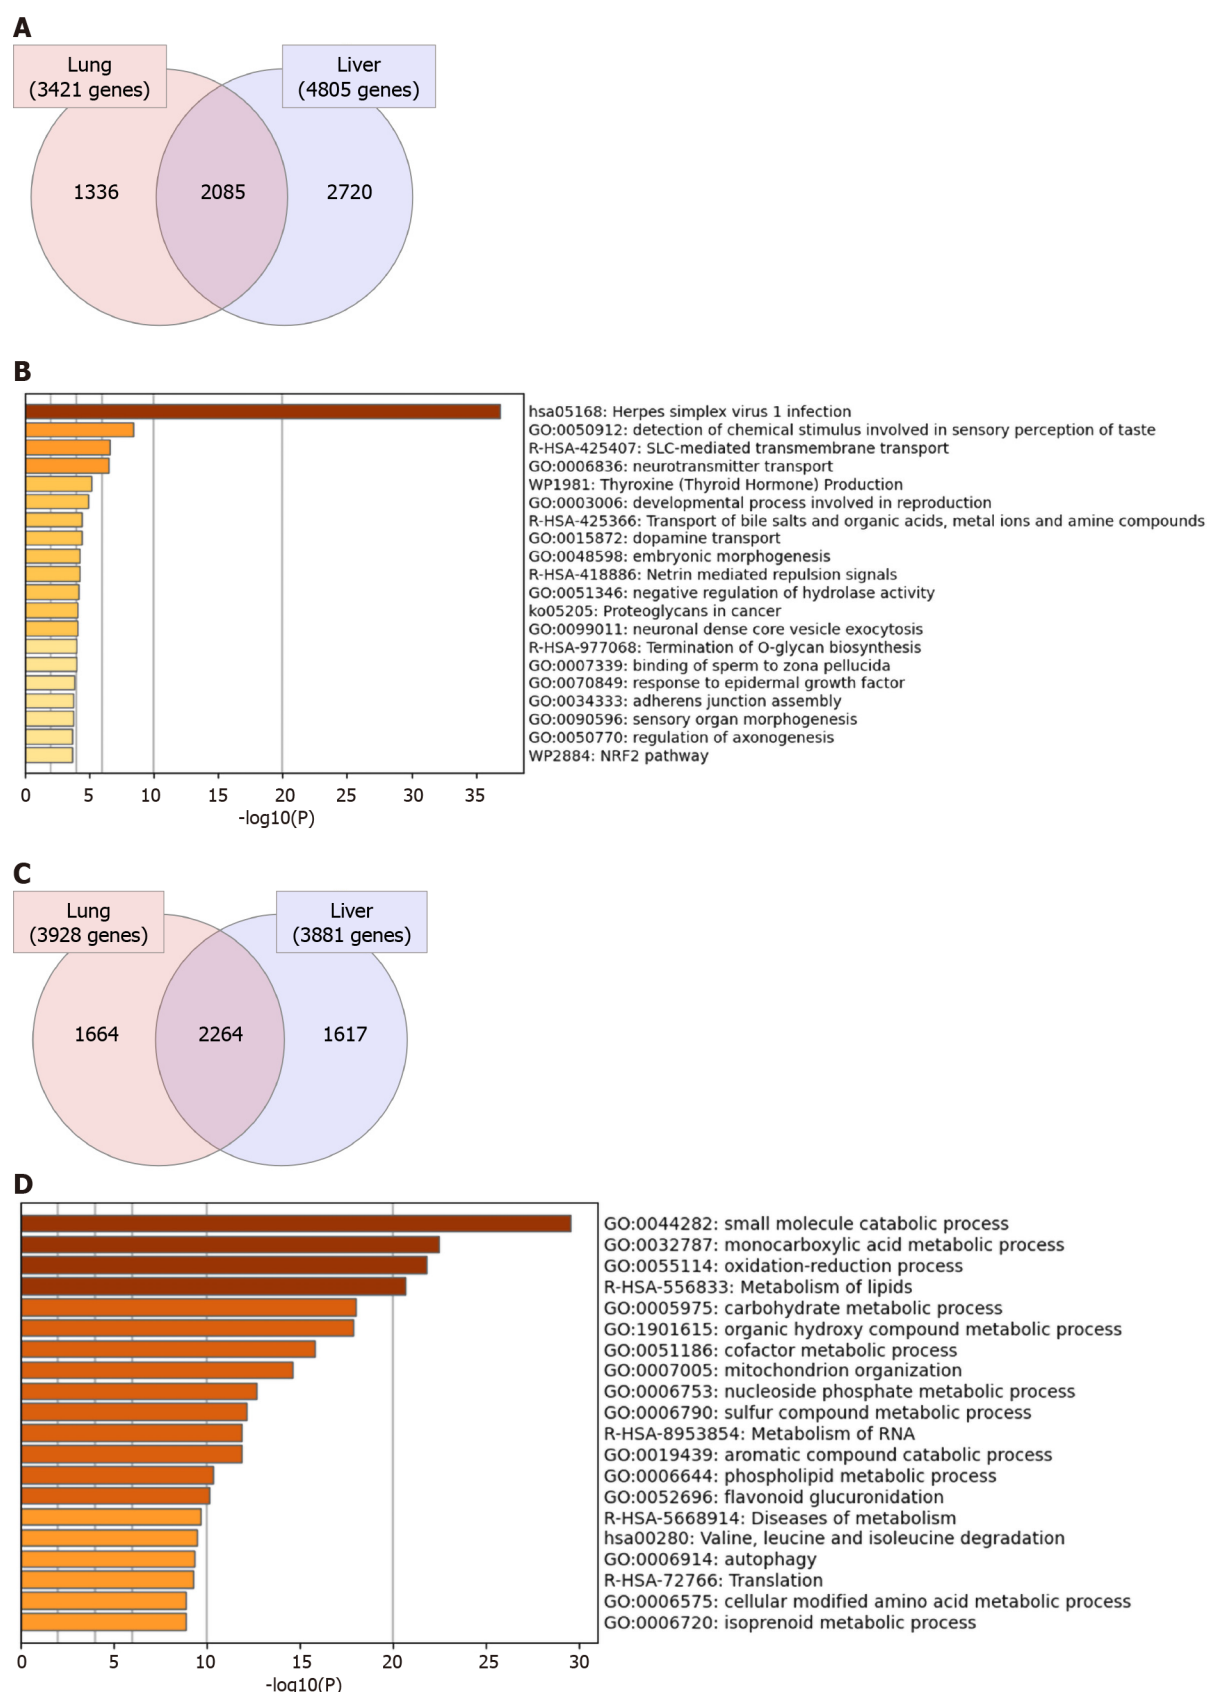 A
Lung
(3421 genes)
Liver
(4805 genes)
1336
2085
2720
B
hsa05168: Herpes simplex virus 1 infection
GO:0050912: detection of chemical stimulus involved in sensory perception of taste
R-HSA-425407: SLC-mediated transmembrane transport
GO:0006836: neurotransmitter transport
WP1981: Thyroxine (Thyroid Hormone) Production
GO:0003006: developmental process involved in reproduction
R-HSA-425366: Transport of bile salts and organic acids, metal ions and amine compounds
GO:0015872: dopamine transport
GO:0048598: embryonic morphogenesis
R-HSA-418886: Netrin mediated repulsion signals
GO:0051346: negative regulation of hydrolase activity
ko05205: Proteoglycans in cancer
GO:0099011: neuronal dense core vesicle exocytosis
R-HSA-977068: Termination of O-glycan biosynthesis
GO:0007339: binding of sperm to zona pellucida
GO:0070849: response to epidermal growth factor
GO:0034333: adherens junction assembly
GO:0090596: sensory organ morphogenesis
GO:0050770: regulation of axonogenesis
WP2884: NRF2 pathway
0 5 10 15 20 25 30 35
-log10(P)
C
Lung
(3928 genes)
Liver
(3881 genes)
1664
2264
1617
D
GO:0044282: small molecule catabolic process
GO:0032787: monocarboxylic acid metabolic process
GO:0055114: oxidation-reduction process
R-HSA-556833: Metabolism of lipids
GO:0005975: carbohydrate metabolic process
GO:1901615: organic hydroxy compound metabolic process
GO:0051186: cofactor metabolic process
GO:0007005: mitochondrion organization
GO:0006753: nucleoside phosphate metabolic process
GO:0006790: sulfur compound metabolic process
R-HSA-8953854: Metabolism of RNA
GO:0019439: aromatic compound catabolic process
GO:0006644: phospholipid metabolic process
GO:0052696: flavonoid glucuronidation
R-HSA-5668914: Diseases of metabolism
hsa00280: Valine, leucine and isoleucine degradation
GO:0006914: autophagy
R-HSA-72766: Translation
GO:0006575: cellular modified amino acid metabolic process
GO:0006720: isoprenoid metabolic process
0 5 10 15 20 25 30
-log10(P)